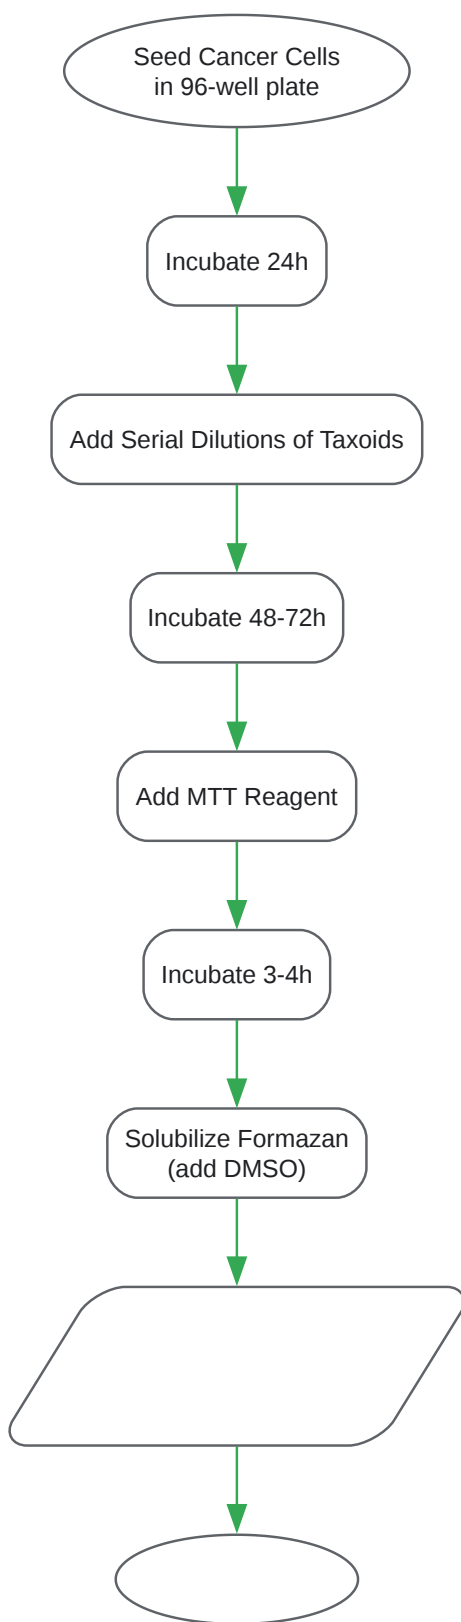 Seed Cancer Cells
in 96-well plate
Incubate 24h
Add Serial Dilutions of Taxoids
Incubate 48-72h
Add MTT Reagent
Incubate 3-4h
Solubilize Formazan
(add DMSO)